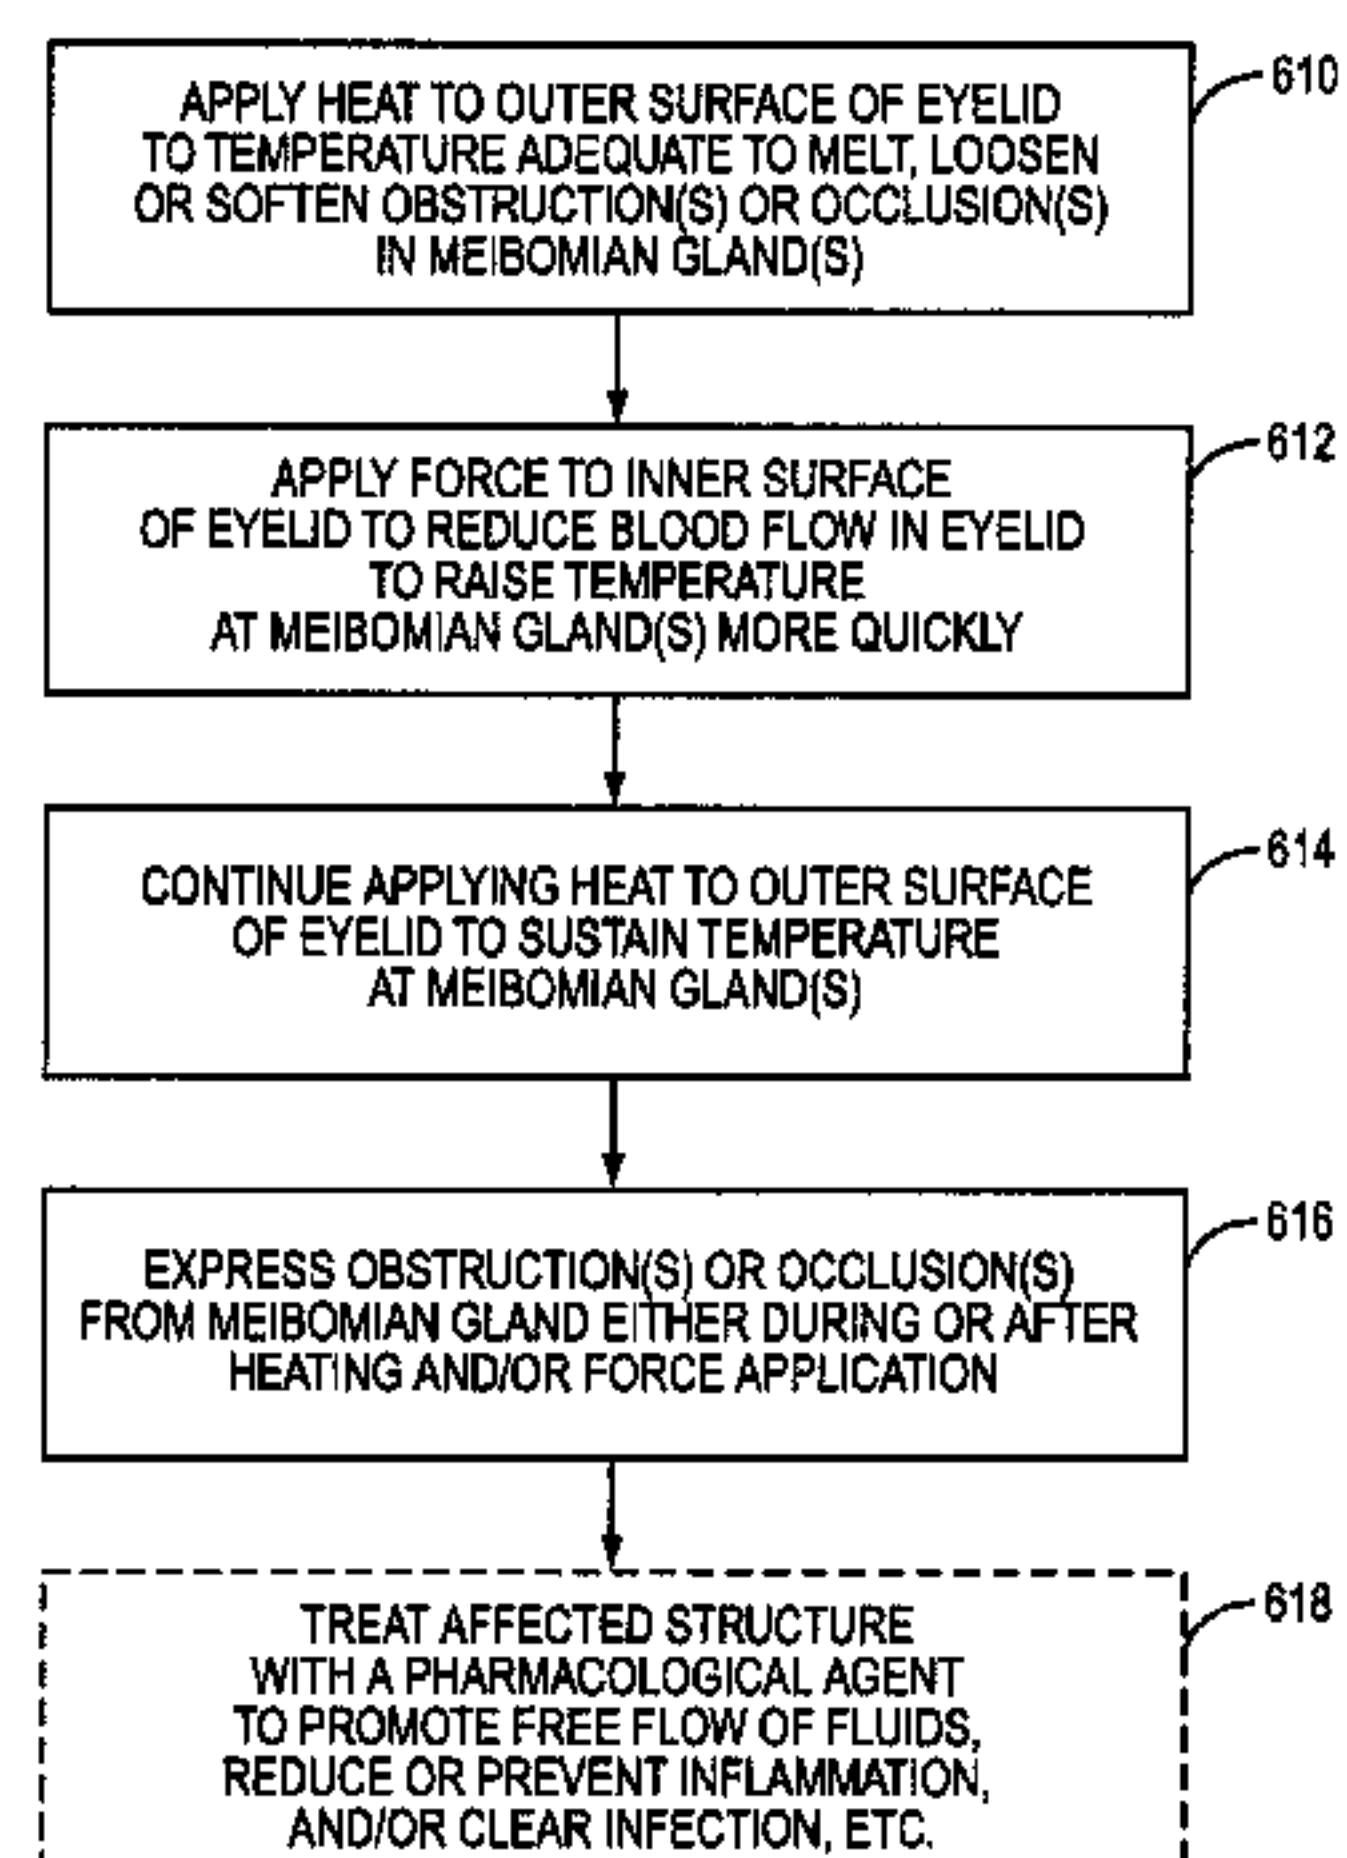 APPLY HEAT TO OUTER SURFACE OF EYELID
TO TEMPERATURE ADEQUATE TO MELT, LOOSEN
OR SOFTEN OBSTRUCTION(S) OR OCCLUSION(S)
IN MEIBOMIAN GLAND(S)
610
APPLY FORCE TO INNER SURFACE
OF EYELID TO REDUCE BLOOD FLOW IN EYELID
TO RAISE TEMPERATURE
AT MEIBOMIAN GLAND(S) MORE QUICKLY
612
CONTINUE APPLYING HEAT TO OUTER SURFACE
OF EYELID TO SUSTAIN TEMPERATURE
AT MEIBOMIAN GLAND(S)
614
EXPRESS OBSTRUCTION(S) OR OCCLUSION(S)
FROM MEIBOMIAN GLAND EITHER DURING OR AFTER
HEATING AND/OR FORCE APPLICATION
616
TREAT AFFECTED STRUCTURE
WITH A PHARMACOLOGICAL AGENT
TO PROMOTE FREE FLOW OF FLUIDS,
REDUCE OR PREVENT INFLAMMATION,
AND/OR CLEAR INFECTION, ETC.
618